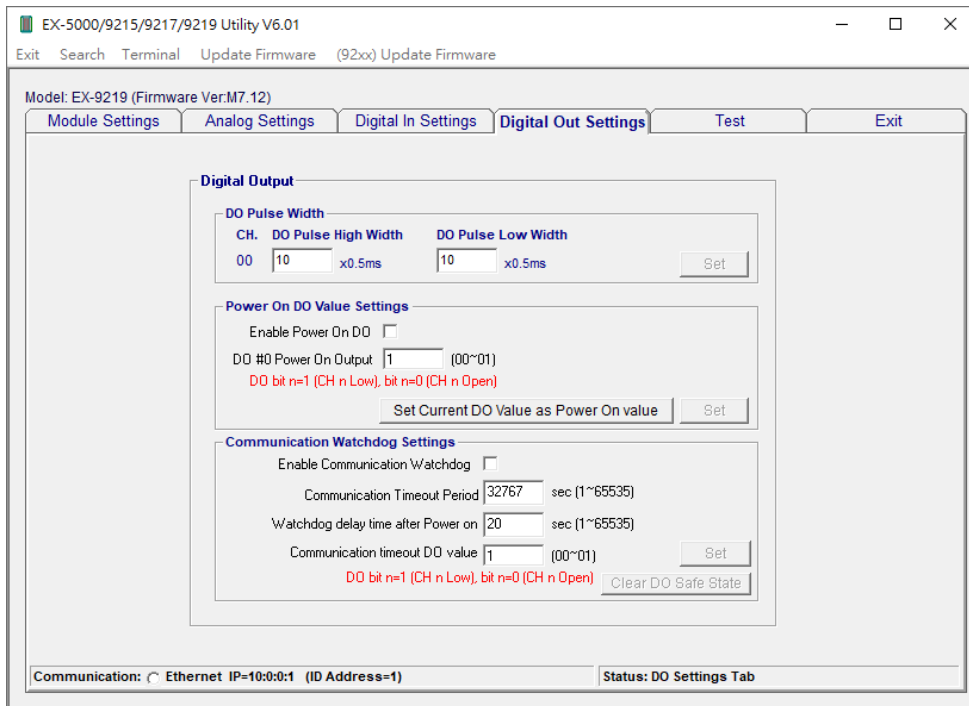 EX-5000/9215/9217/9219 Utility V6.01
Exit Search Terminal Update Firmware (92xx) Update Firmware
Model: EX-9219 (Firmware Ver:M7.12)
Module Settings Analog Settings Digital In Settings Digital Out Settings Test Exit
Digital Output
DO Pulse Width
CH. DO Pulse High Width DO Pulse Low Width
00 10 x0.5ms 10 x0.5ms Set
Power On DO Value Settings
Enable Power On DO
DO #0 Power On Output 1 (00~01)
DO bit n=1 (CH n Low), bit n=0 (CH n Open)
Set Current DO Value as Power On value Set
Communication Watchdog Settings
Enable Communication Watchdog
Communication Timeout Period 32767 sec (1~65535)
Watchdog delay time after Power on 20 sec (1~65535)
Communication timeout DO value 1 (00~01) Set
DO bit n=1 (CH n Low), bit n=0 (CH n Open) Clear DO Safe State
Communication: Ethernet IP=10:0:0:1 (ID Address=1) Status: DO Settings Tab